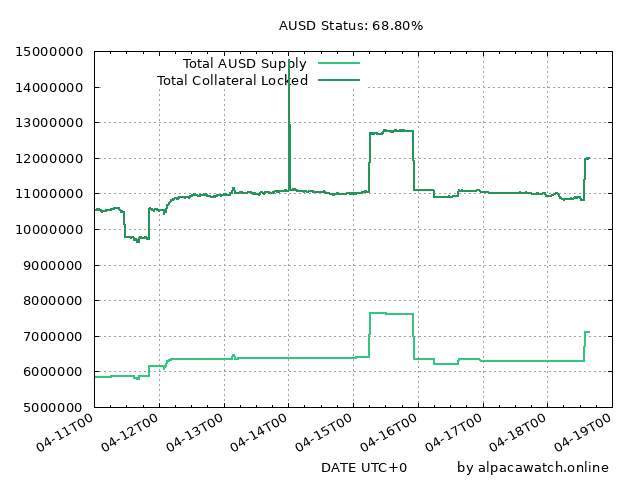 AUSD Status: 68.80%
Total AUSD Supply
Total Collateral Locked
15000000
14000000
13000000
12000000
11000000
10000000
9000000
8000000
7000000
6000000
5000000
04-11T00
04-12T00
04-13T00
04-14T00
04-15T00
04-16T00
04-17T00
04-18T00
04-19T00
DATE UTC+0
by alpacawatch.online